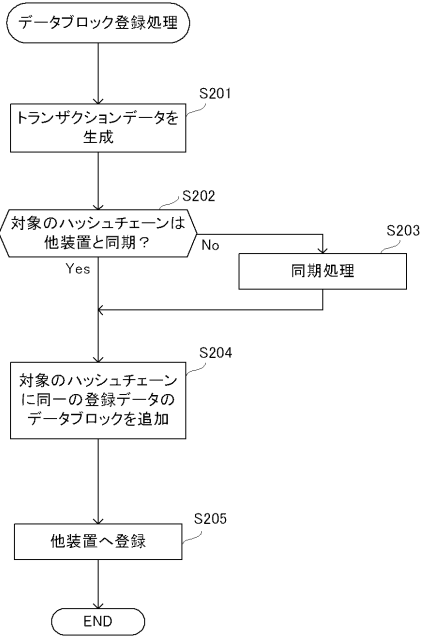 データブロック登録処理
S201
トランザクションデータを
生成
S202
対象のハッシュチェーンは
他装置と同期？
No
S203
Yes
同期処理
S204
対象のハッシュチェーン
に同一の登録データの
データブロックを追加
S205
他装置へ登録
END